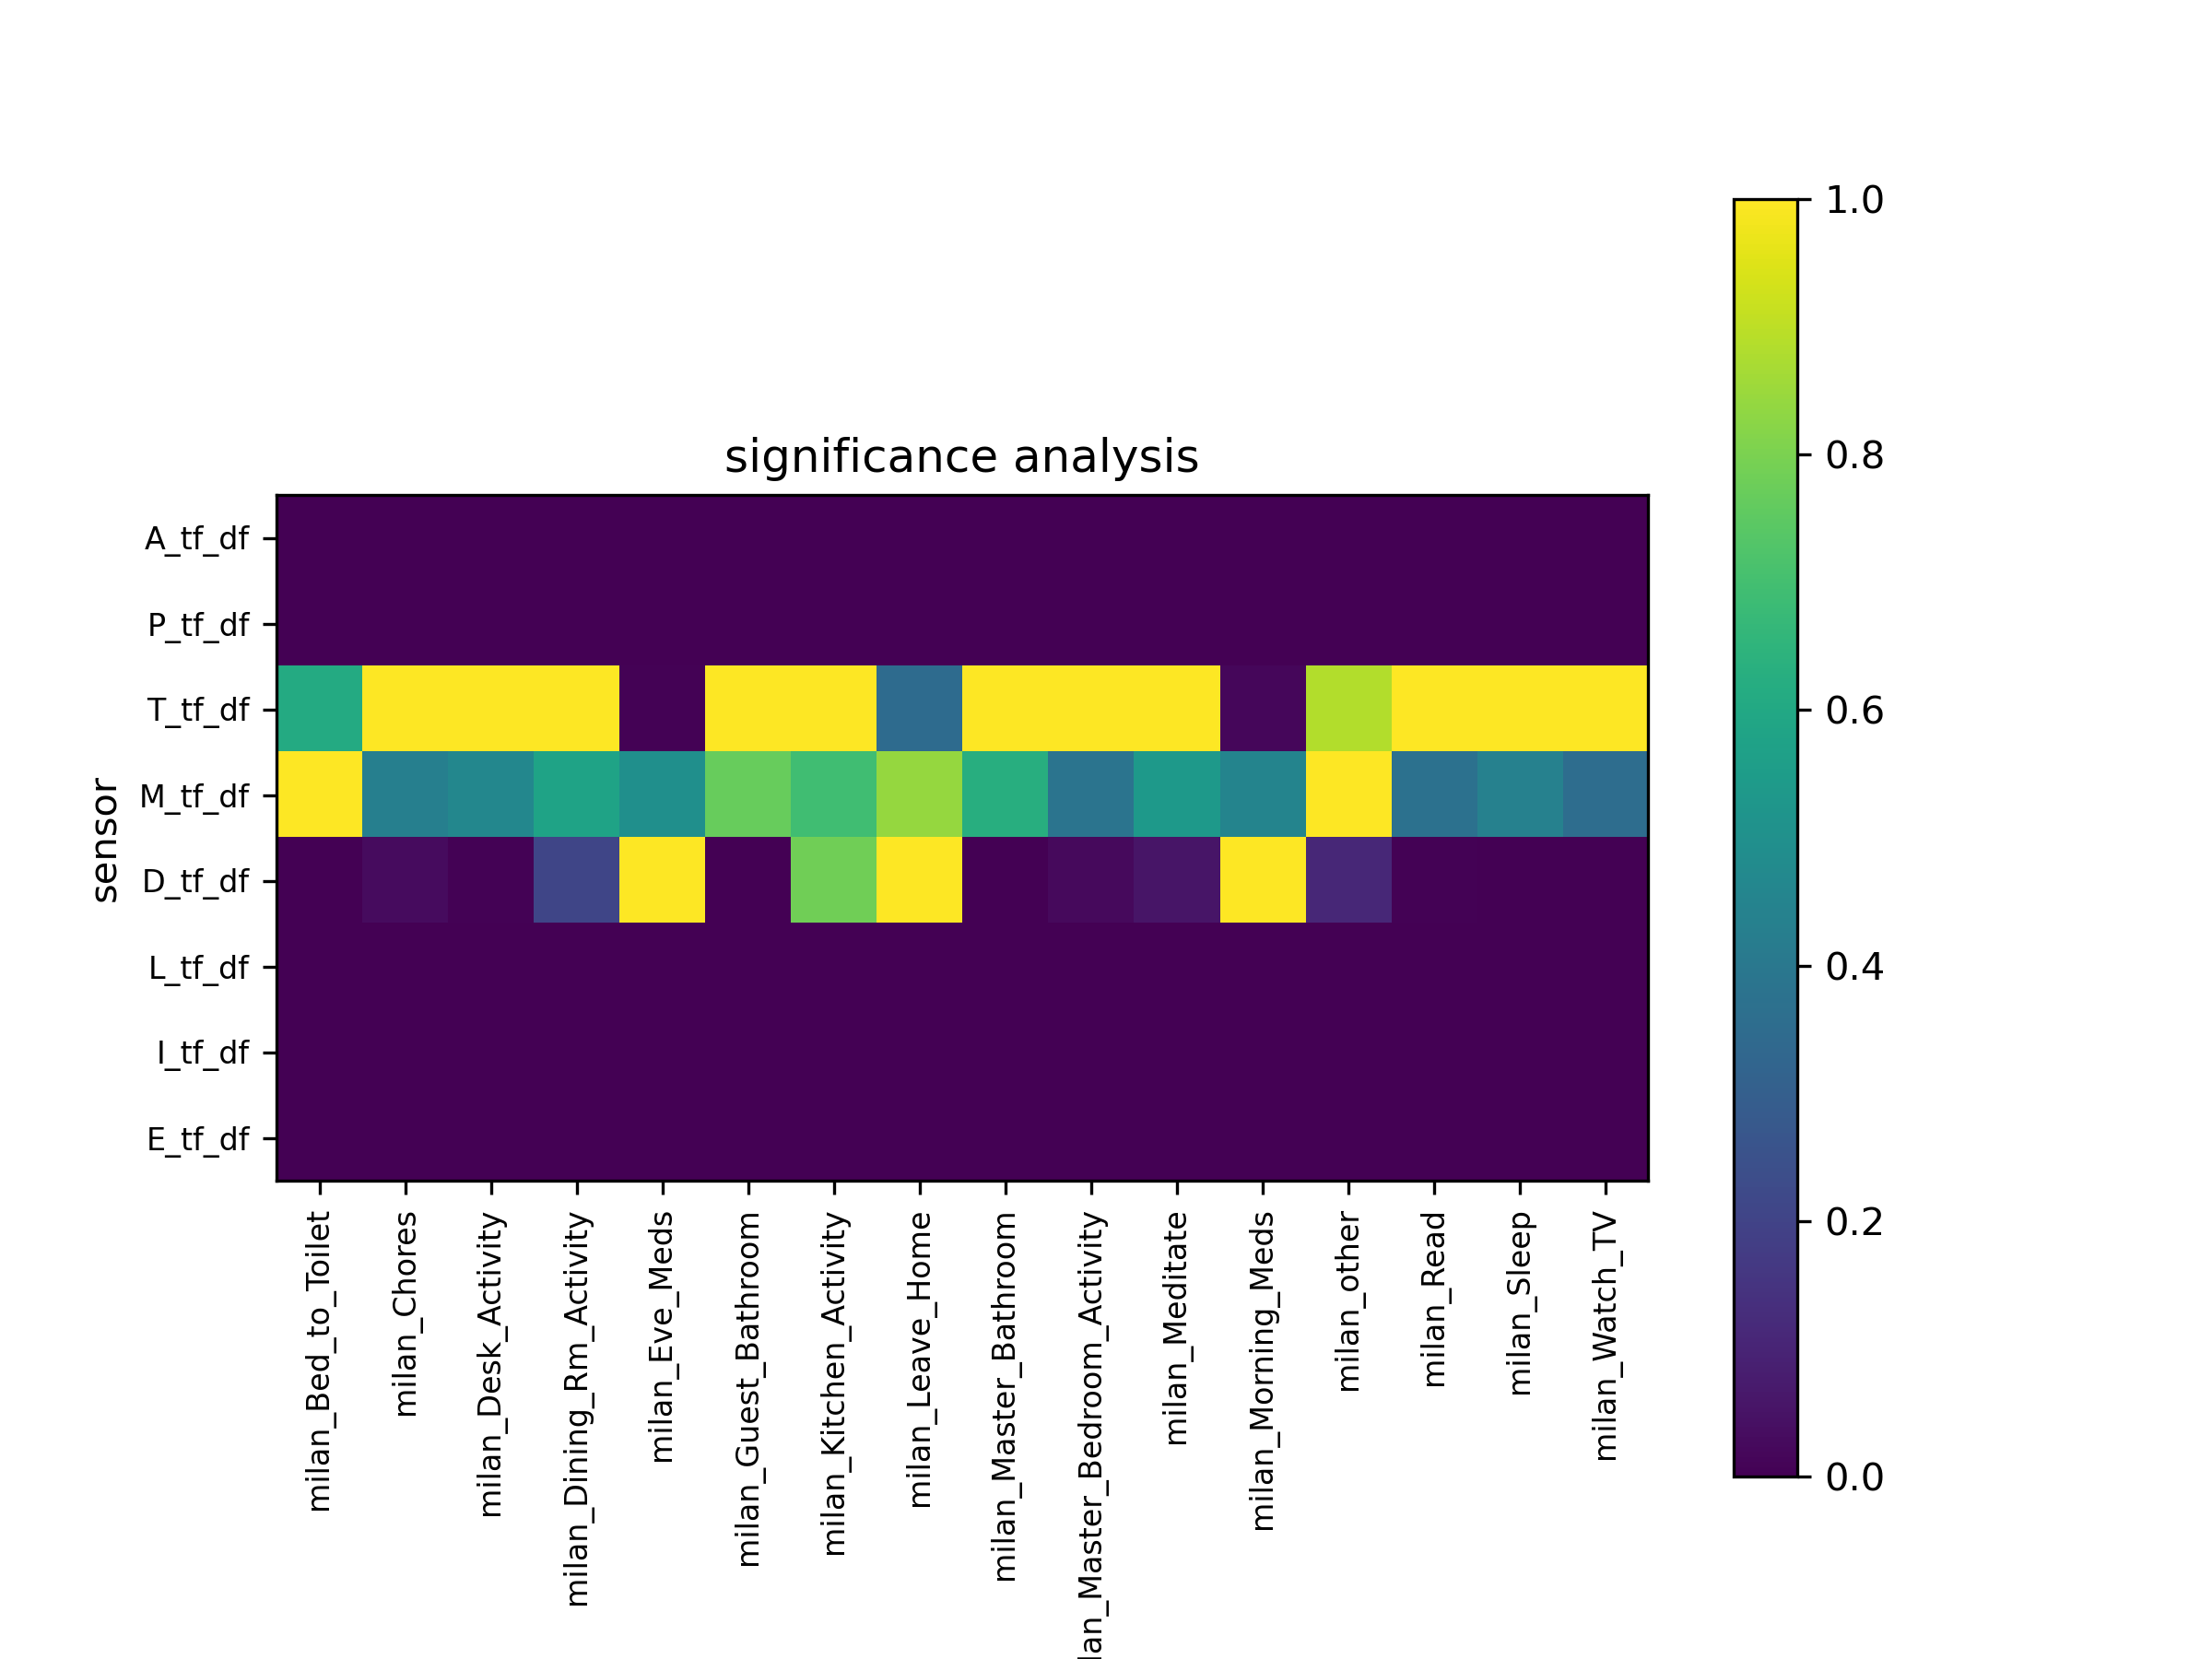 significance analysis
sensor
A_tf_df
P_tf_df
T_tf_df
M_tf_df
D_tf_df
L_tf_df
I_tf_df
E_tf_df
milan_Bed_to_Toilet
milan_Chores
milan_Desk_Activity
milan_Dining_Rm_Activity
milan_Eve_Meds
milan_Guest_Bathroom
milan_Kitchen_Activity
milan_Leave_Home
milan_Master_Bathroom
lan_Master_Bedroom_Activity
milan_Meditate
milan_Morning_Meds
milan_other
milan_Read
milan_Sleep
milan_Watch_TV
1.0
0.8
0.6
0.4
0.2
0.0